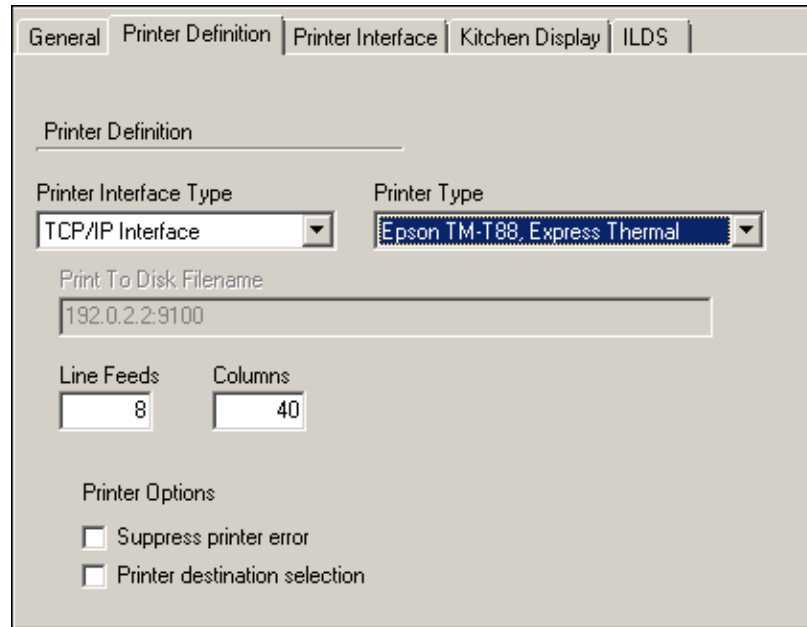 General Printer Definition Printer Interface Kitchen Display ILDS
Printer Definition
Printer Interface Type Printer Type
TCP/IP Interface Epson TM-T88, Express Thermal
Print To Disk Filename
192.0.2.2:9100
Line Feeds Columns
8 40
Printer Options
Suppress printer error
Printer destination selection